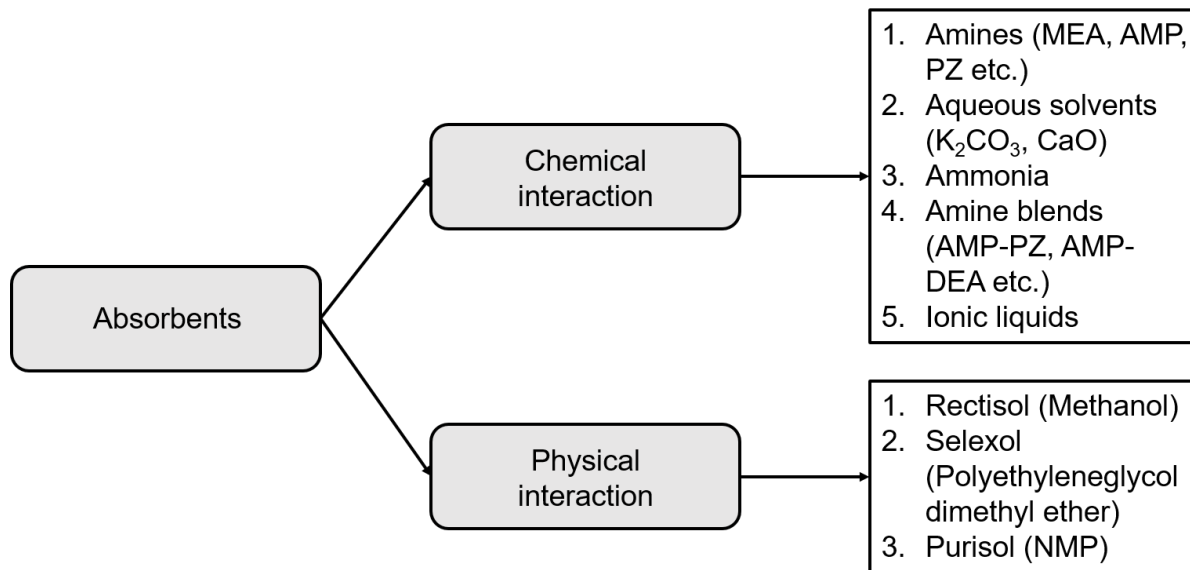 Absorbents
Chemical
interaction
Physical
interaction
1. Amines (MEA, AMP,
PZ etc.)
2. Aqueous solvents
(K₂CO₃, CaO)
3. Ammonia
4. Amine blends
(AMP-PZ, AMP-
DEA etc.)
5. Ionic liquids
1. Rectisol (Methanol)
2. Selexol
(Polyethyleneglycol
dimethyl ether)
3. Purisol (NMP)